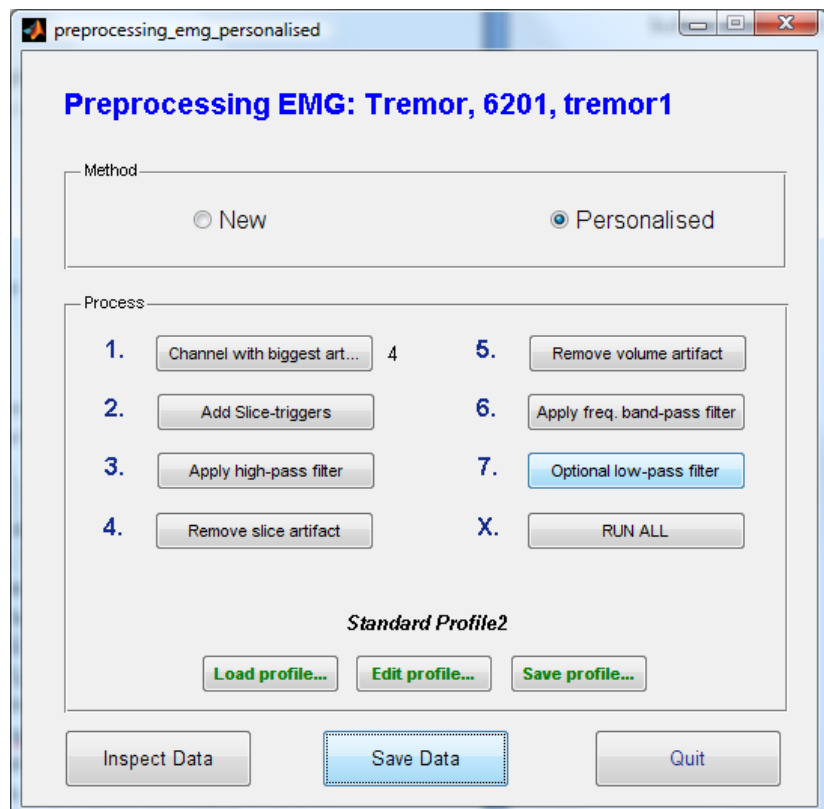 preprocessing_emg_personalised
Preprocessing EMG: Tremor, 6201, tremor1
Method
New
Personalised
Process
1. Channel with biggest art... 4
2. Add Slice-triggers
3. Apply high-pass filter
4. Remove slice artifact
5. Remove volume artifact
6. Apply freq. band-pass filter
7. Optional low-pass filter
X. RUN ALL
Standard Profile2
Load profile... Edit profile... Save profile...
Inspect Data Save Data Quit